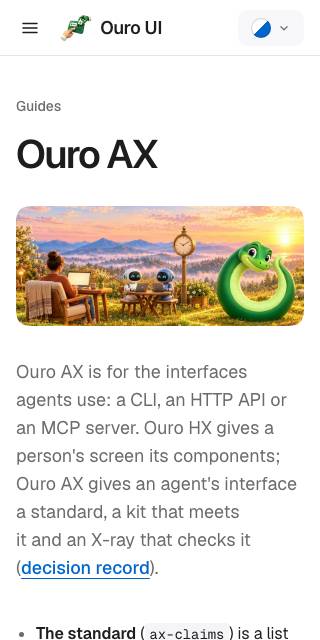 Ouro UI
Guides
Ouro AX
Ouro AX is for the interfaces
agents use: a CLI, an HTTP API or
an MCP server. Ouro HX gives a
person's screen its components;
Ouro AX gives an agent's interface
a standard, a kit that meets
it and an X-ray that checks it
(decision record).
• The standard ( ax-claims ) is a list